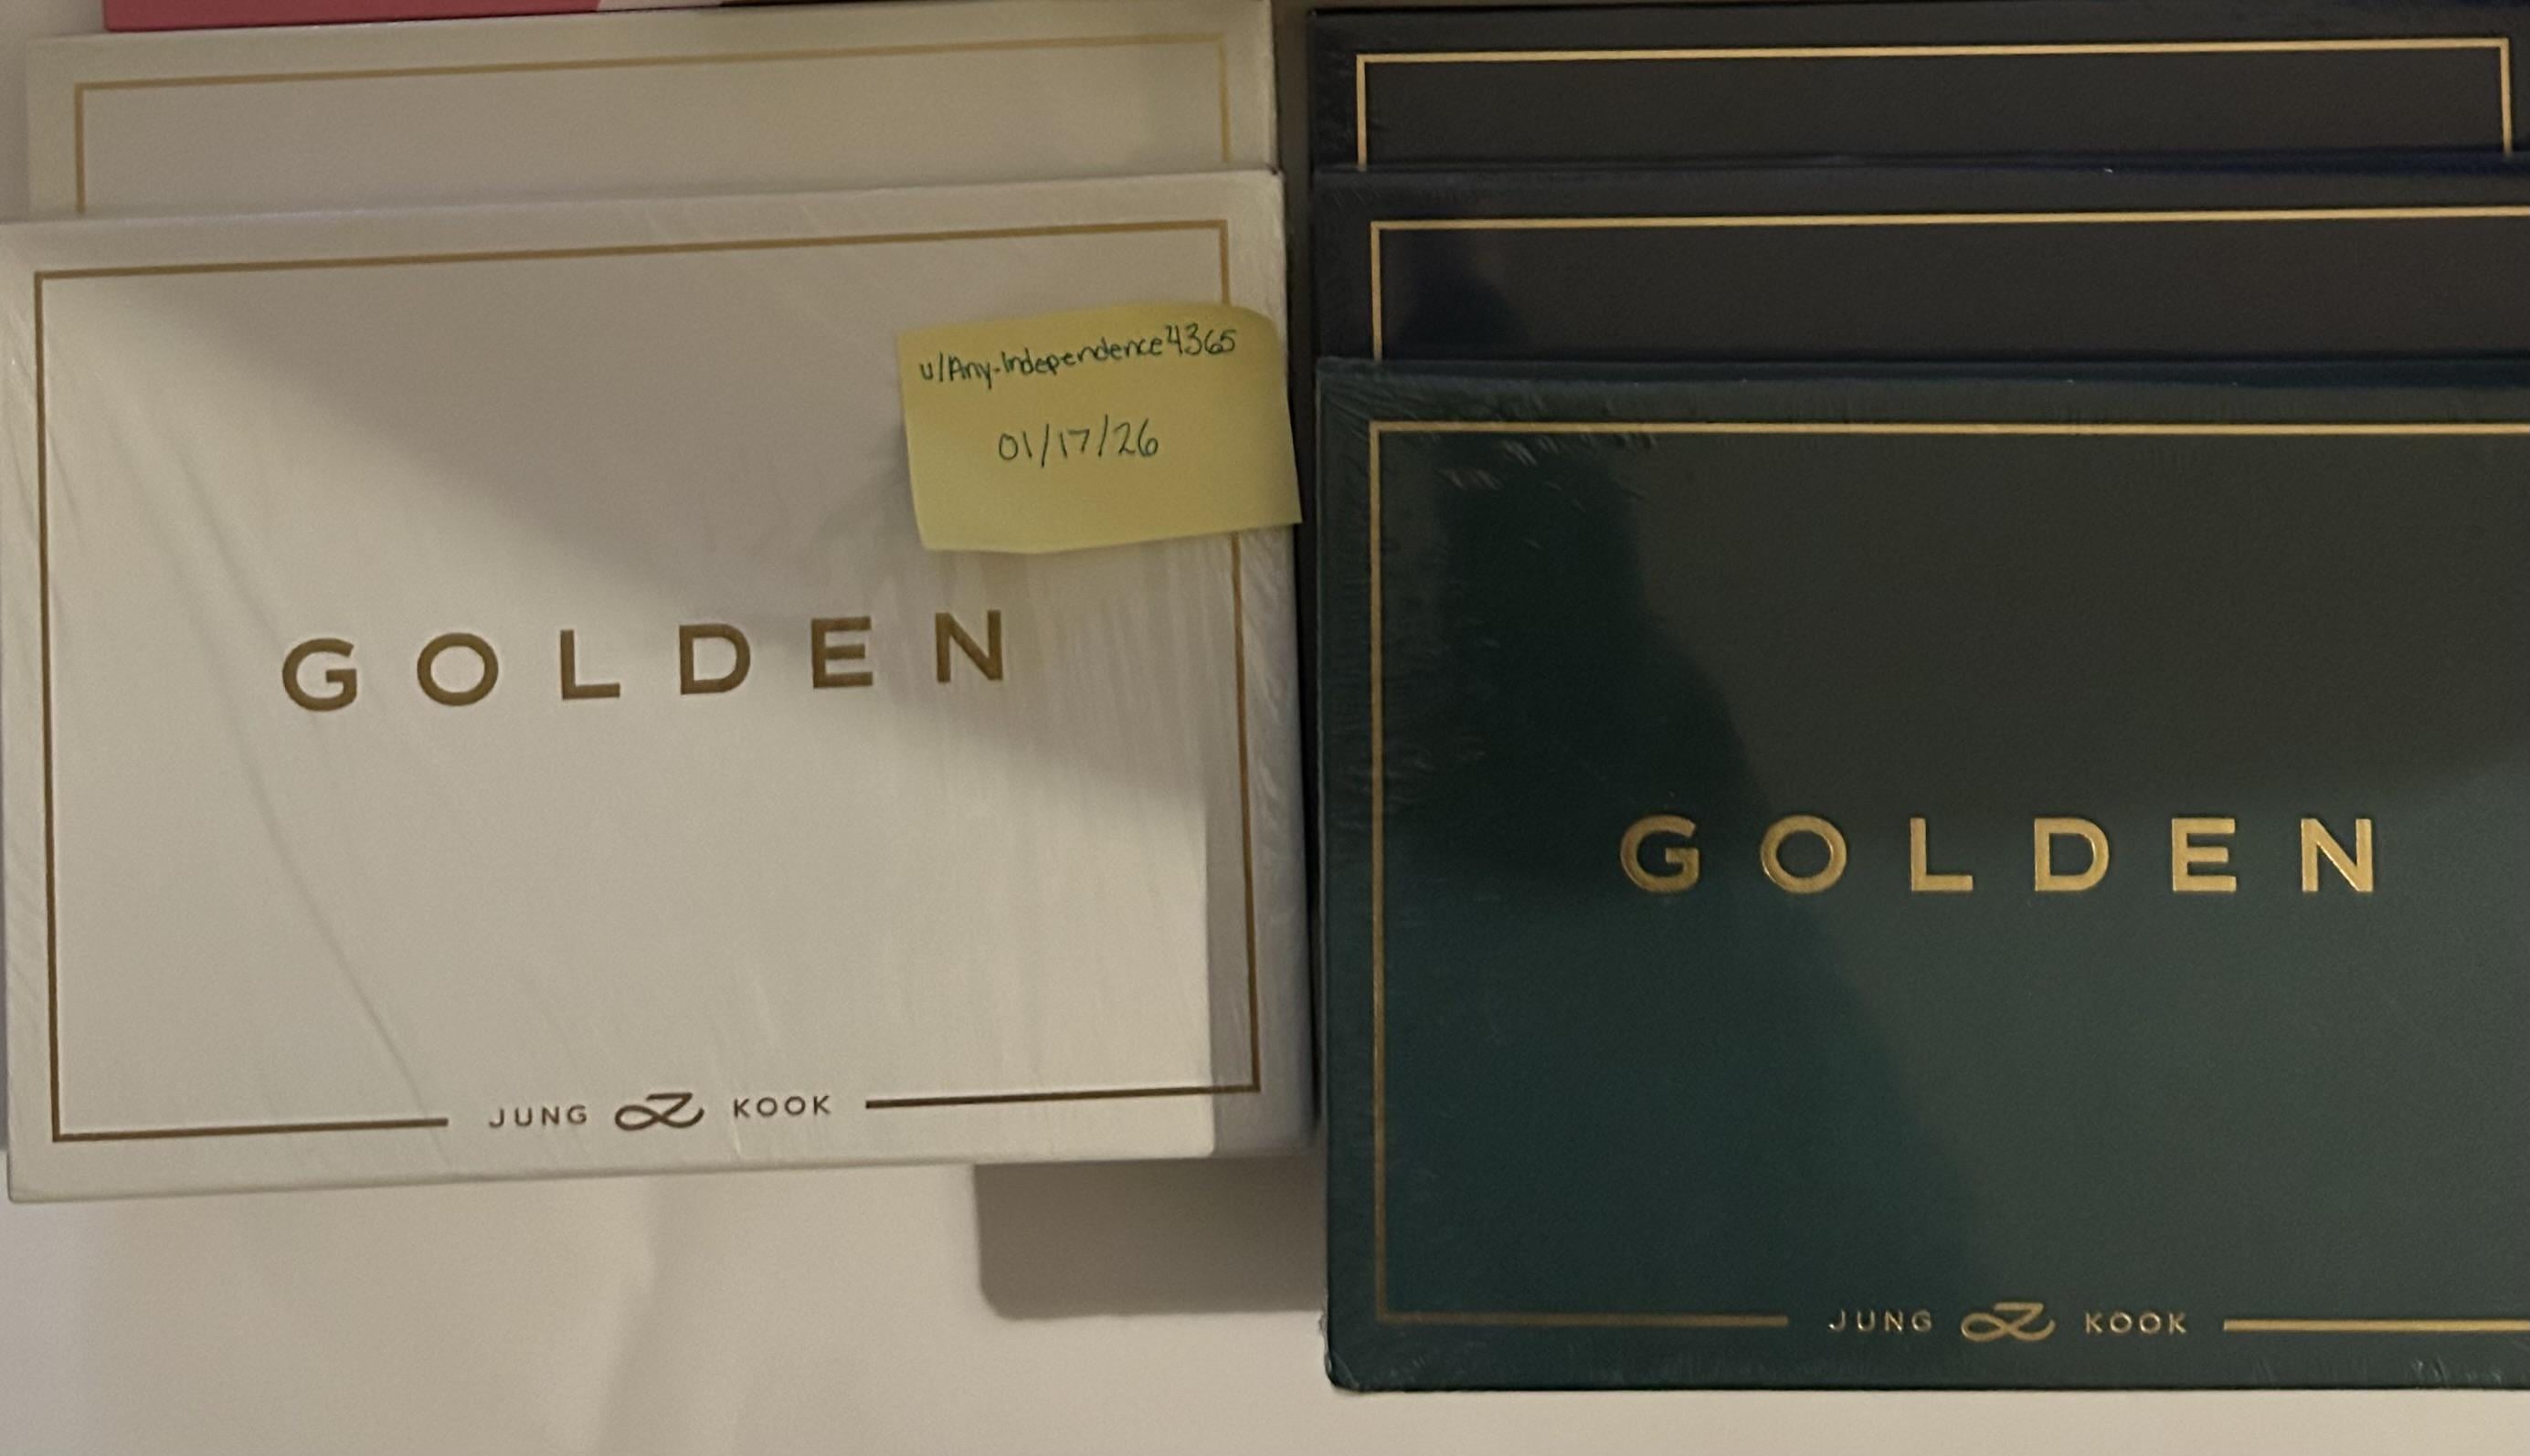 u/Any-Independence4365
01/17/26
GOLDEN
JUNG KOOK
GOLDEN
JUNG KOOK